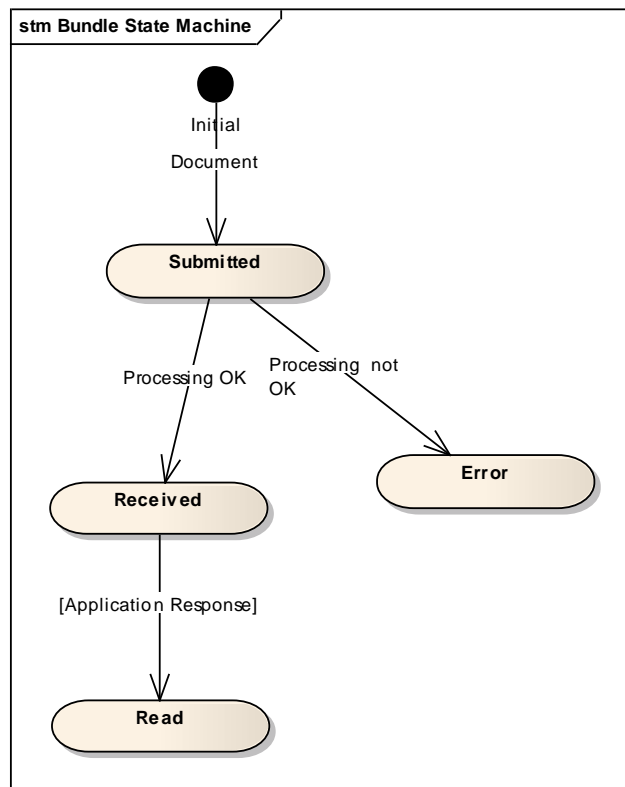 stm Bundle State Machine
Initial
Document
Submitted
Processing OK
Processing not
OK
Error
Received
[Application Response]
Read